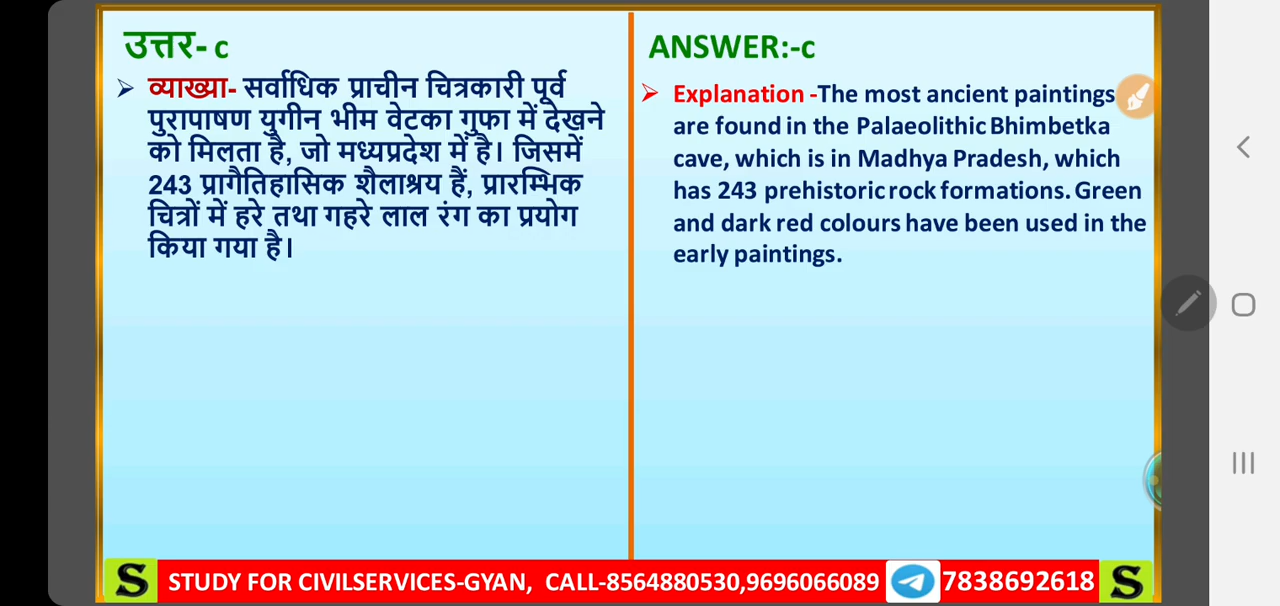 उत्तर- c
व्याख्या- सर्वाधिक प्राचीन चित्रकारी पूर्व
पुरापाषण युगीन भीम वेटका गुफा में देखने
को मिलता है, जो मध्यप्रदेश में है। जिसमें
243 प्रागैतिहासिक शैलाश्रय हैं, प्रारम्भिक
चित्रों में हरे तथा गहरे लाल रंग का प्रयोग
किया गया है।
ANSWER:-c
Explanation -The most ancient paintings
are found in the Palaeolithic Bhimbetka
cave, which is in Madhya Pradesh, which
has 243 prehistoric rock formations. Green
and dark red colours have been used in the
early paintings.
S STUDY FOR CIVILSERVICES-GYAN, CALL-8564880530,9696066089 7838692618 S